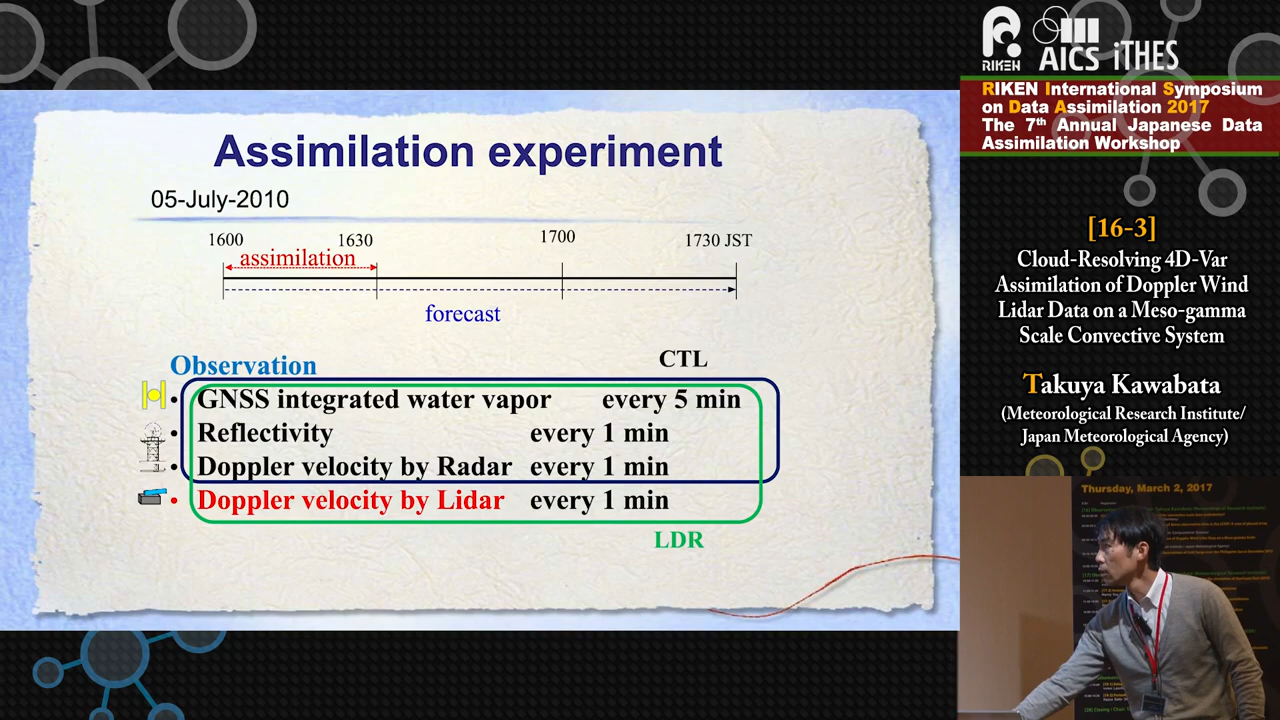 Assimilation experiment
05-July-2010
1600 1630 1700 1730 JST
assimilation
forecast
Observation CTL
• GNSS integrated water vapor every 5 min
• Reflectivity every 1 min
• Doppler velocity by Radar every 1 min
• Doppler velocity by Lidar every 1 min
LDR
RIKEN AICS iTHES
RIKEN International Symposium
on Data Assimilation 2017
The 7th Annual Japanese Data
Assimilation Workshop
[16-3]
Cloud-Resolving 4D-Var
Assimilation of Doppler Wind
Lidar Data on a Meso-gamma
Scale Convective System
Takuya Kawabata
(Meteorological Research Institute/
Japan Meteorological Agency)
Thursday, March 2, 2017